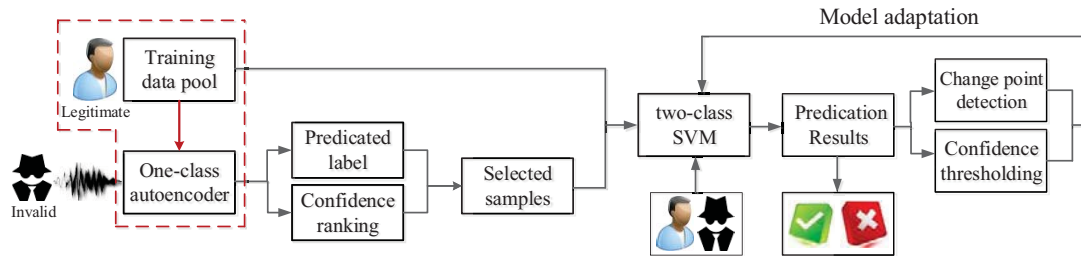 Model adaptation
Training
data pool
Legitimate
One-class
autoencoder
Invalid
Predicated
label
Confidence
ranking
Selected
samples
two-class
SVM
Predication
Results
Change point
detection
Confidence
thresholding